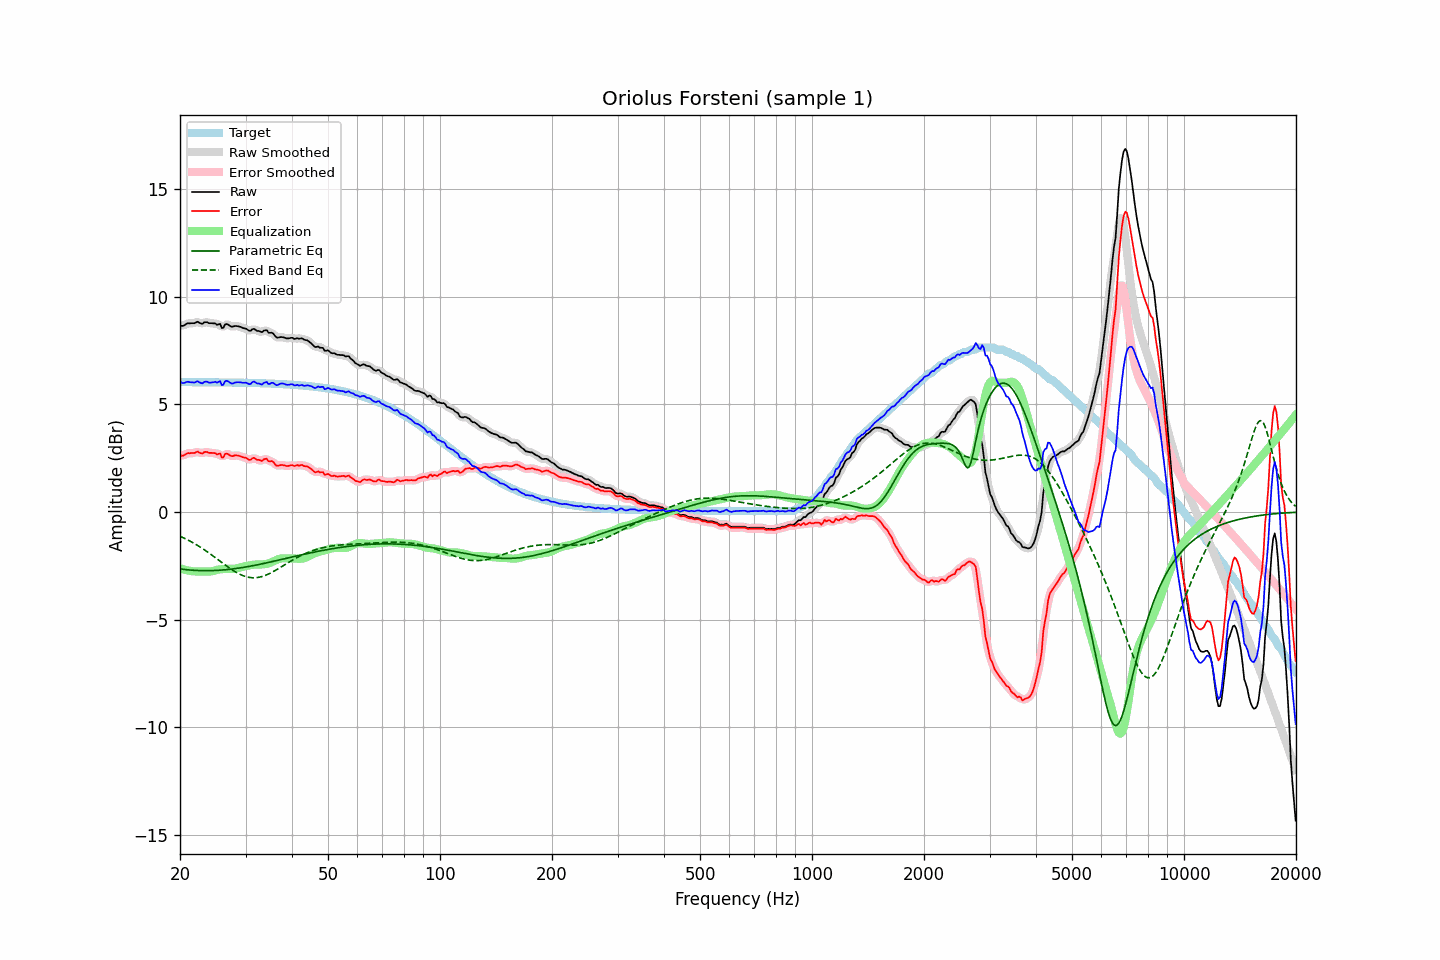 Oriolus Forsteni (sample 1)
Target
Raw Smoothed
Error Smoothed
Raw
Error
Equalization
Parametric Eq
Fixed Band Eq
Equalized
Amplitude (dBr)
15
10
5
0
−5
−10
−15
20
50
100
200
500
1000
2000
5000
10000
20000
Frequency (Hz)